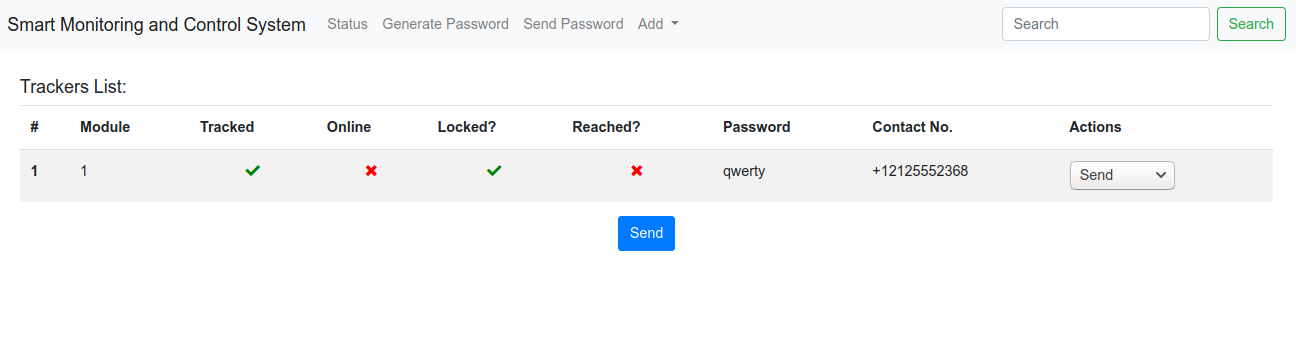 Smart Monitoring and Control System Status Generate Password Send Password Add Search Search
Trackers List:
# Module Tracked Online Locked? Reached? Password Contact No. Actions
1 1 qwerty +12125552368 Send
Send